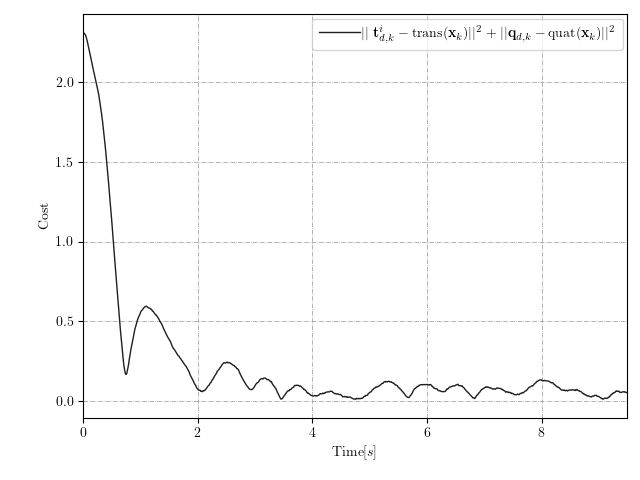 || t^i_{d,k} − trans(x_k)||² + ||q_{d,k} − quat(x_k)||²
2.0
1.5
1.0
0.5
0.0
Cost
0 2 4 6 8
Time[s]